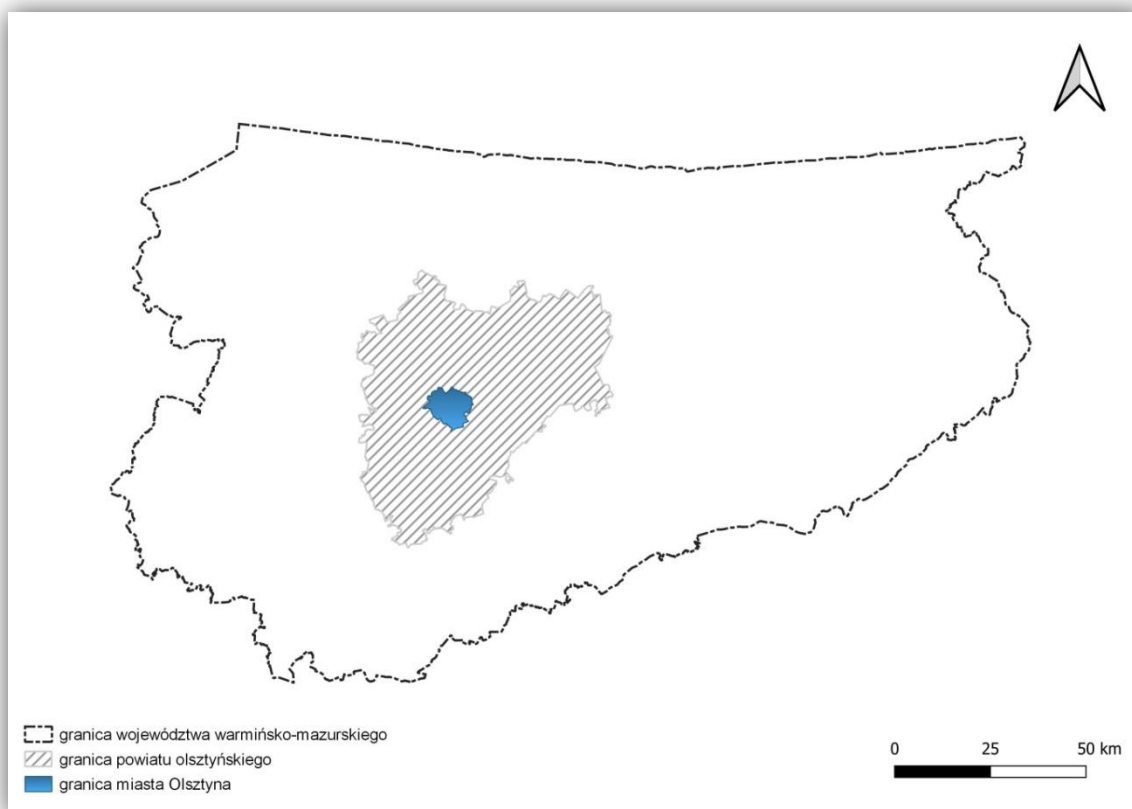 granica województwa warmińsko-mazurskiego
granica powiatu olsztyńskiego
granica miasta Olsztyna
0 25 50 km